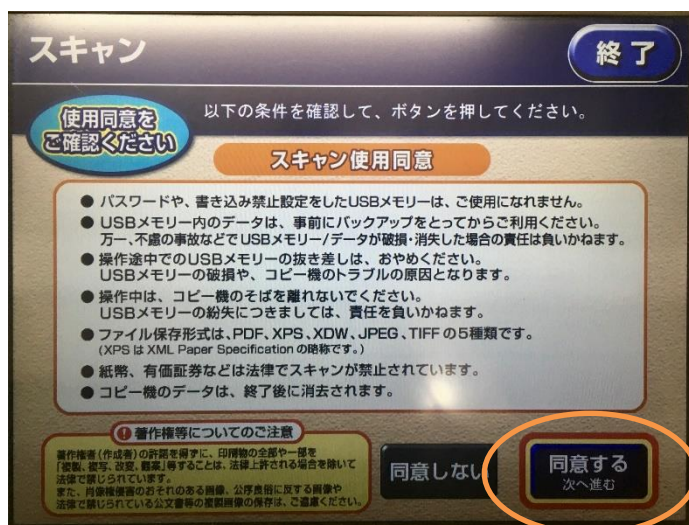 スキャン
終了
使用同意を
ご確認ください
以下の条件を確認して、ボタンを押してください。
スキャン使用同意
● パスワードや、書き込み禁止設定をしたUSBメモリーは、ご使用になれません。
● USBメモリー内のデータは、事前にバックアップをとってからご利用ください。
万一、不慮の事故などでUSBメモリー/データが破損・消失した場合の責任は負いかねます。
● 操作途中でのUSBメモリーの抜き差しは、おやめください。
USBメモリーの破損や、コピー機のトラブルの原因となります。
● 操作中は、コピー機のそばを離れないでください。
USBメモリーの紛失につきましては、責任を負いかねます。
● ファイル保存形式は、PDF、XPS、XDW、JPEG、TIFFの5種類です。
(XPS は XML Paper Specification の略称です。)
● 紙幣、有価証券などは法律でスキャンが禁止されています。
● コピー機のデータは、終了後に消去されます。
著作権等についてのご注意
著作権者(作成者)の許諾を得ずに、印刷物の全部や一部を
「複製、複写、改変、翻案」等することは、法律上許される場合を除いて
法律で禁じられています。
また、肖像権侵害のおそれのある画像、公序良俗に反する画像や
法律で禁じられている公文書等の複製画像の保存は、ご遠慮ください。
同意しない
同意する
次へ進む